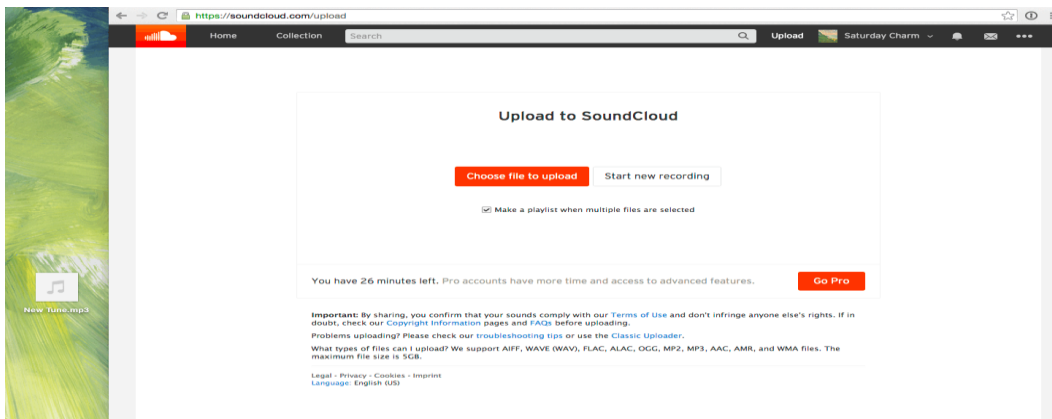 https://soundcloud.com/upload
Home Collection Search Upload Saturday Charm
Upload to SoundCloud
Choose file to upload Start new recording
Make a playlist when multiple files are selected
You have 26 minutes left. Pro accounts have more time and access to advanced features. Go Pro
New Tune.mp3
Important: By sharing, you confirm that your sounds comply with our Terms of Use and don't infringe anyone else's rights. If in
doubt, check our Copyright Information pages and FAQs before uploading.
Problems uploading? Please check our troubleshooting tips or use the Classic Uploader.
What types of files can I upload? We support AIFF, WAVE (WAV), FLAC, ALAC, OGG, MP2, MP3, AAC, AMR, and WMA files. The
maximum file size is 5GB.
Legal - Privacy - Cookies - Imprint
Language: English (US)